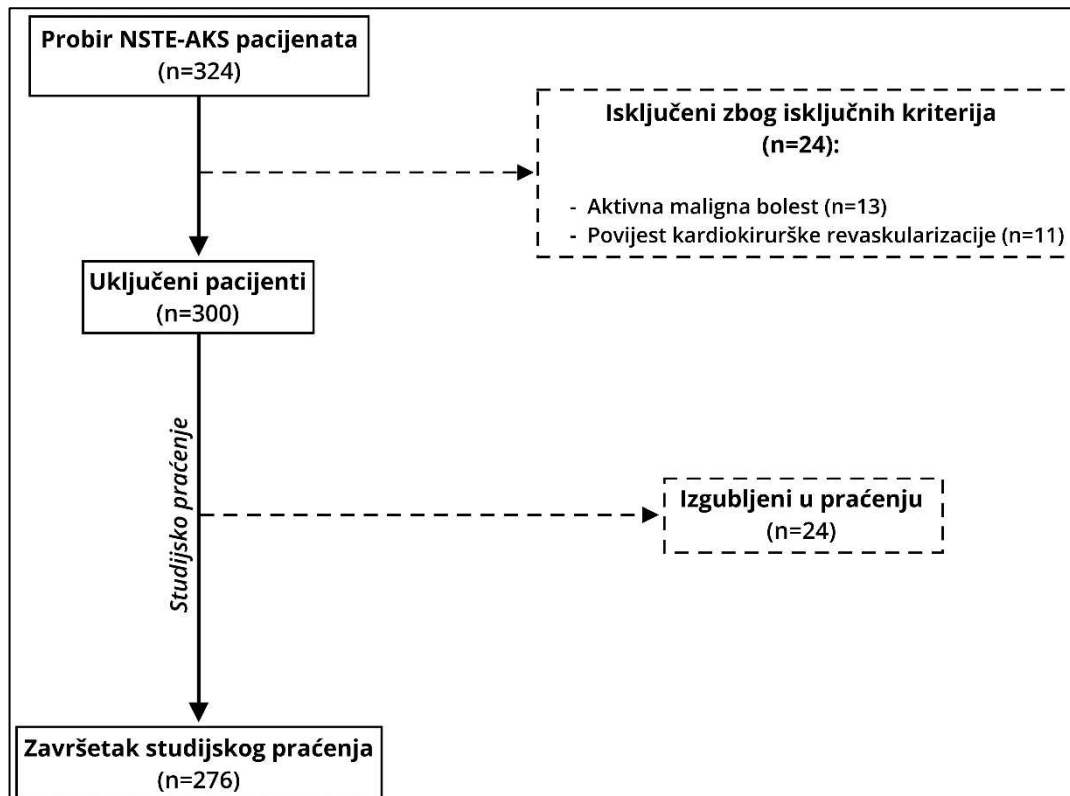 Probir NSTE-AKS pacijenata
(n=324)
Isključeni zbog isključnih kriterija
(n=24):
- Aktivna maligna bolest (n=13)
- Povijest kardiokirurške revaskularizacije (n=11)
Uključeni pacijenti
(n=300)
Studijsko praćenje
Izgubljeni u praćenju
(n=24)
Završetak studijskog praćenja
(n=276)